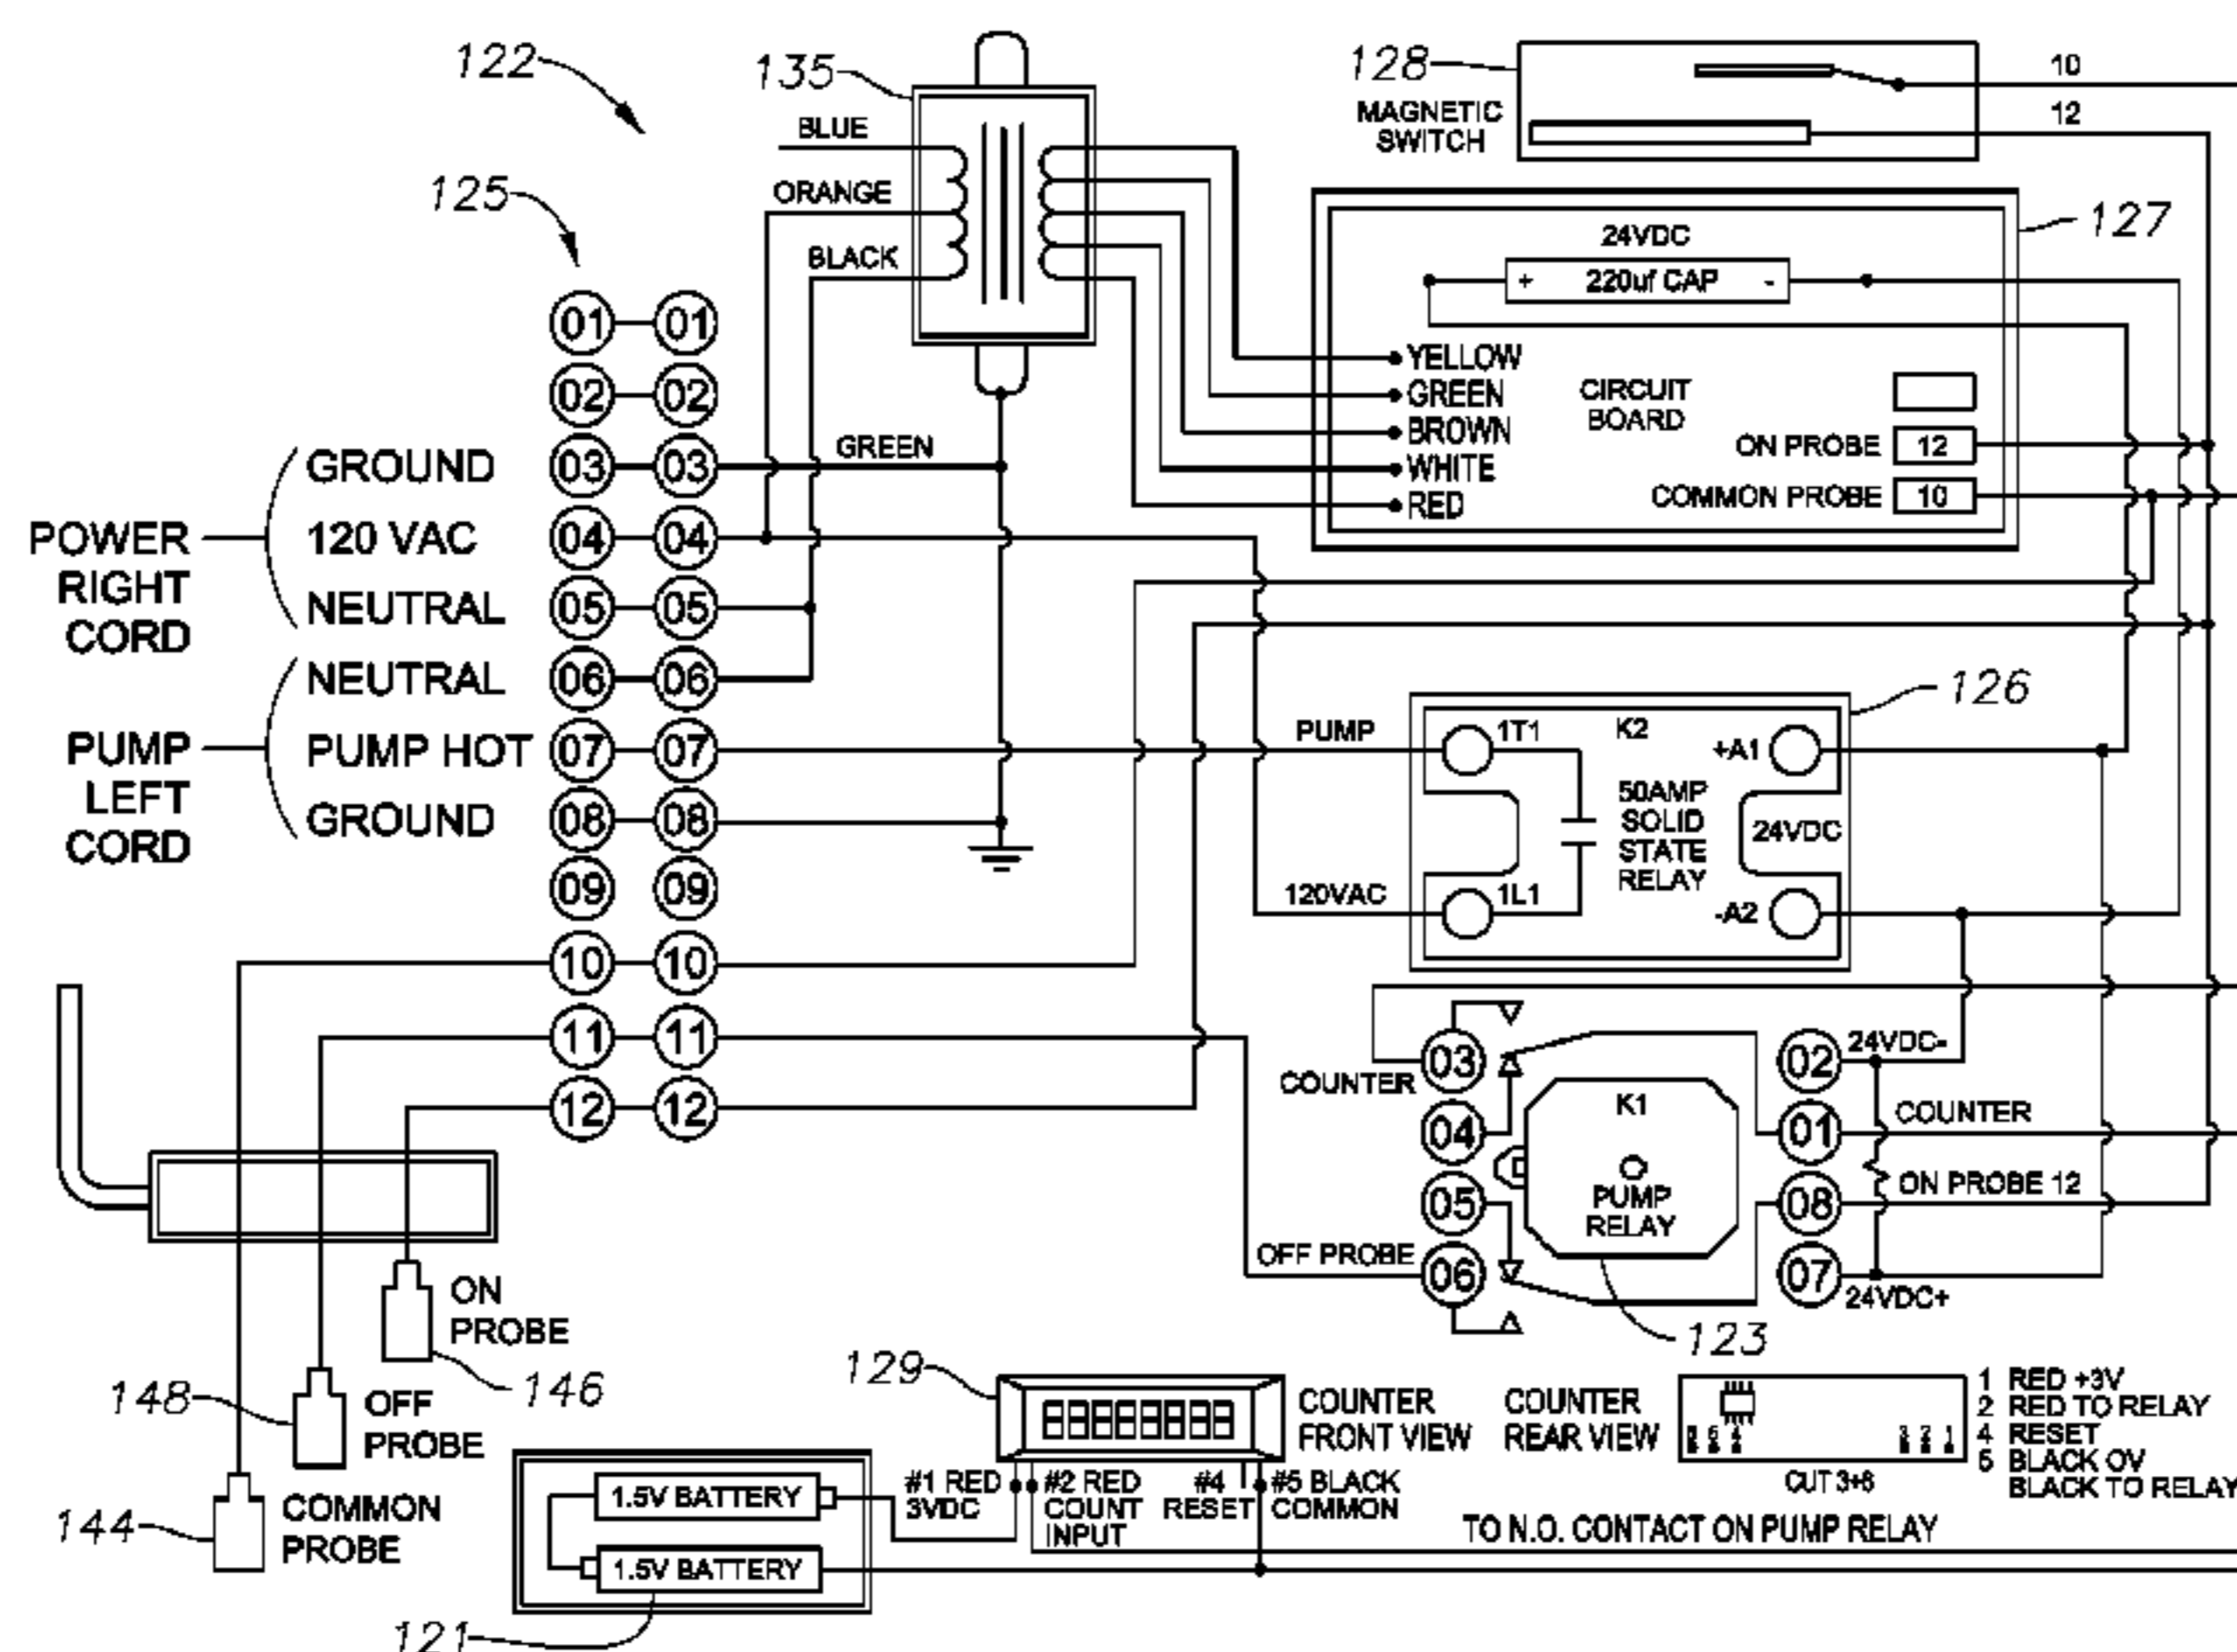 122
135
128
10
MAGNETIC
SWITCH
12
BLUE
125
ORANGE
127
24VDC
BLACK
+ 220uf CAP -
01 01
YELLOW
02 02
GREEN
CIRCUIT
BOARD
BROWN
GREEN
ON PROBE 12
GROUND 03 03
WHITE
COMMON PROBE 10
RED
POWER
RIGHT
CORD
120 VAC 04 04
NEUTRAL 05 05
NEUTRAL 06 06
126
PUMP
LEFT
CORD
PUMP HOT 07 07
PUMP
1T1
K2
+A1
50AMP
SOLID
STATE
RELAY
24VDC
GROUND 08 08
09 09
120VAC
1L1
-A2
10 10
11 11
12 12
03
COUNTER
04
05
OFF PROBE
06
K1
PUMP
RELAY
02 24VDC-
01 COUNTER
08 ON PROBE 12
07 24VDC+
123
ON
PROBE
146
148
OFF
PROBE
144
COMMON
PROBE
129
COUNTER
FRONT VIEW
COUNTER
REAR VIEW
6 5 4
3 2 1
CUT 3+6
1 RED +3V
2 RED TO RELAY
4 RESET
5 BLACK OV
BLACK TO RELAY
#1 RED
3VDC
#2 RED
COUNT
INPUT
#4
RESET
#5 BLACK
COMMON
1.5V BATTERY
1.5V BATTERY
TO N.O. CONTACT ON PUMP RELAY
121